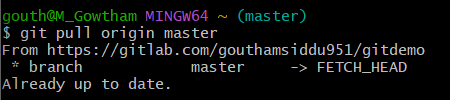 gouth@M_Gowtham MINGW64 ~ (master)
$ git pull origin master
From https://gitlab.com/gouthamsiddu951/gitdemo
 * branch            master     -> FETCH_HEAD
Already up to date.